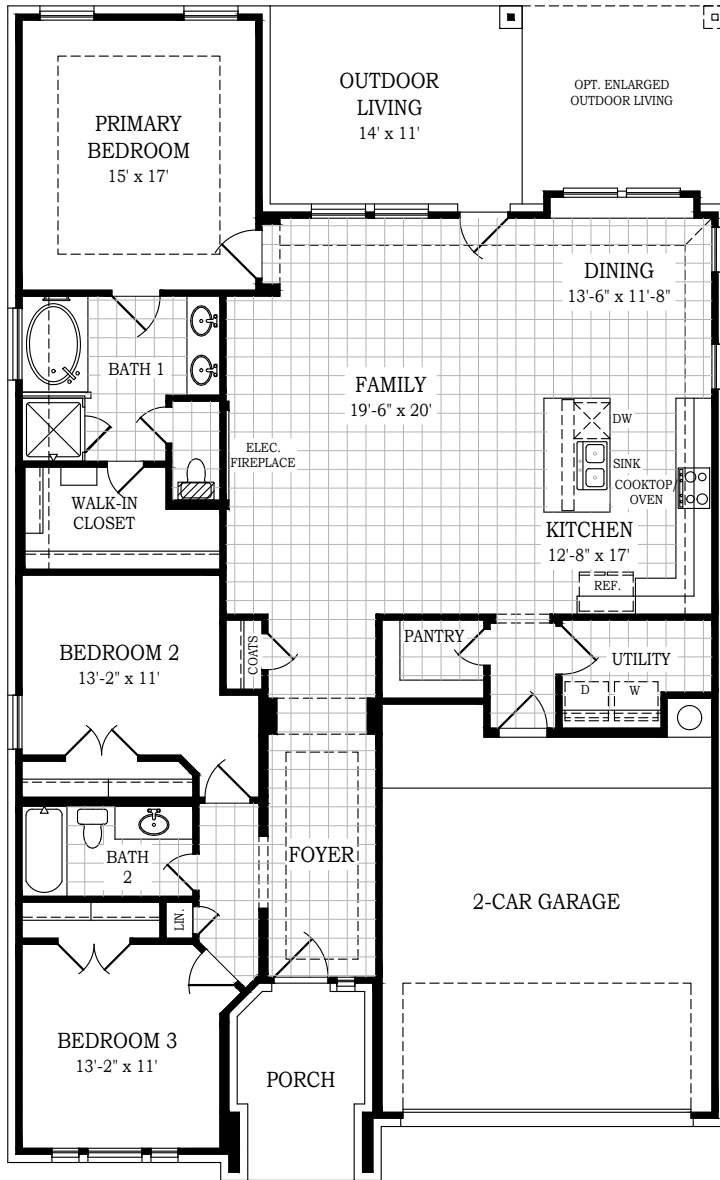 PRIMARY
BEDROOM
15' x 17'
OUTDOOR
LIVING
14' x 11'
OPT. ENLARGED
OUTDOOR LIVING
DINING
13'-6" x 11'-8"
BATH 1
FAMILY
19'-6" x 20'
ELEC.
FIREPLACE
DW
SINK
COOKTOP/
OVEN
WALK-IN
CLOSET
KITCHEN
12'-8" x 17'
REF.
BEDROOM 2
13'-2" x 11'
COATS
PANTRY
UTILITY
D
W
BATH
2
FOYER
LIN.
2-CAR GARAGE
BEDROOM 3
13'-2" x 11'
PORCH